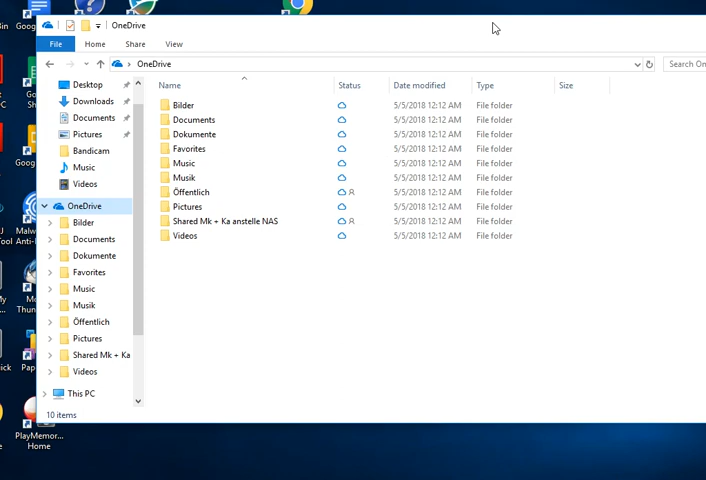 OneDrive
File Home Share View
OneDrive
Search On
Name Status Date modified Type Size
Desktop
Downloads
Documents
Pictures
Bandicam
Music
Videos
OneDrive
Bilder
Documents
Dokumente
Favorites
Music
Musik
Öffentlich
Pictures
Shared Mk + Ka
Videos
This PC
Bilder 5/5/2018 12:12 AM File folder
Documents 5/5/2018 12:12 AM File folder
Dokumente 5/5/2018 12:12 AM File folder
Favorites 5/5/2018 12:12 AM File folder
Music 5/5/2018 12:12 AM File folder
Musik 5/5/2018 12:12 AM File folder
Öffentlich 5/5/2018 12:12 AM File folder
Pictures 5/5/2018 12:12 AM File folder
Shared Mk + Ka anstelle NAS 5/5/2018 12:12 AM File folder
Videos 5/5/2018 12:12 AM File folder
10 items
PlayMemor...
Home